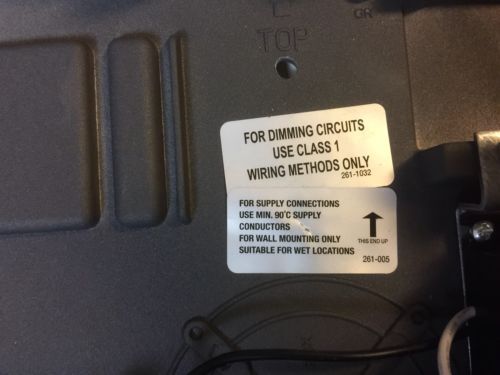 GR
TOP
FOR DIMMING CIRCUITS
USE CLASS 1
WIRING METHODS ONLY
261-1032
FOR SUPPLY CONNECTIONS
USE MIN. 90°C SUPPLY
CONDUCTORS
FOR WALL MOUNTING ONLY
SUITABLE FOR WET LOCATIONS
THIS END UP
261-005